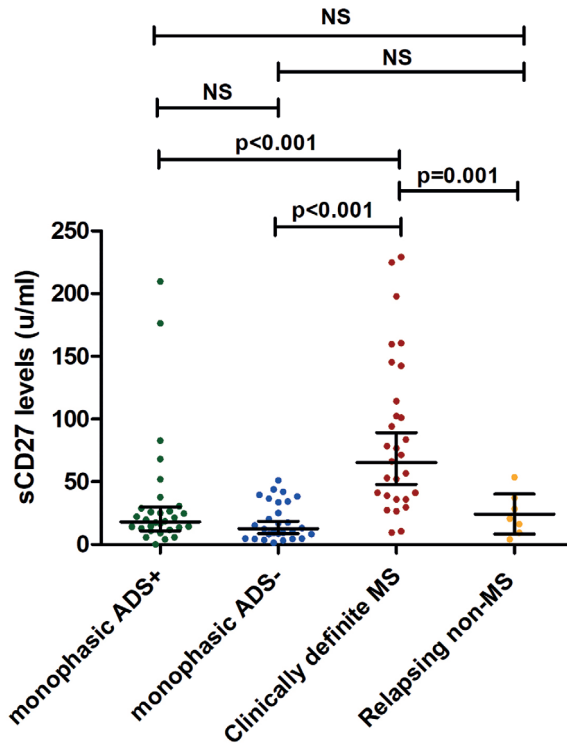 NS
NS
NS
p<0.001
p=0.001
p<0.001
250
200
150
100
50
0
sCD27 levels (u/ml)
monophasic ADS+
monophasic ADS-
Clinically definite MS
Relapsing non-MS